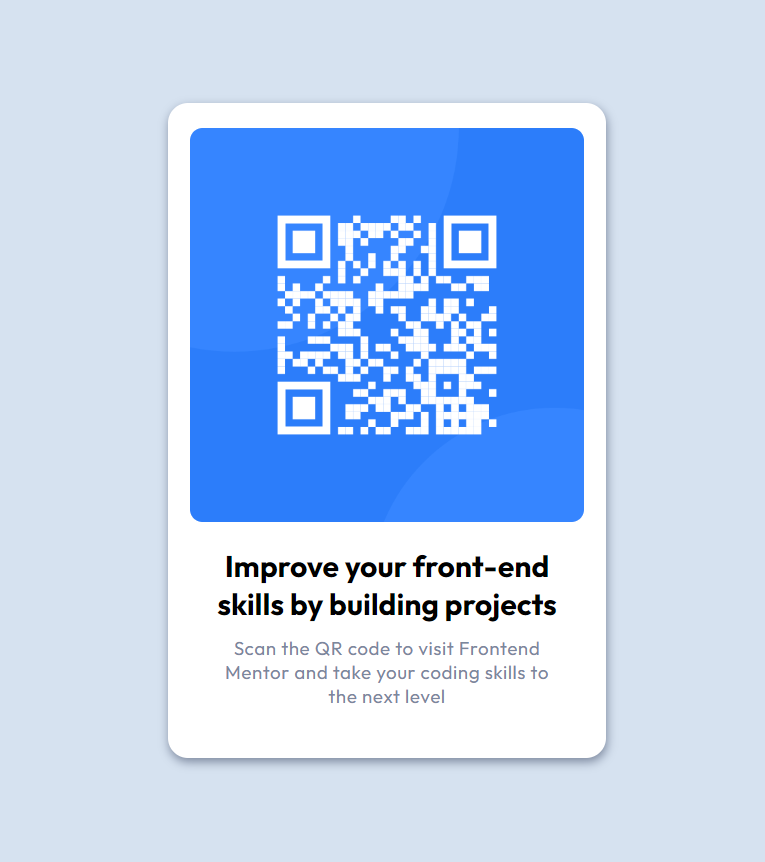 Improve your front-end
skills by building projects
Scan the QR code to visit Frontend
Mentor and take your coding skills to
the next level